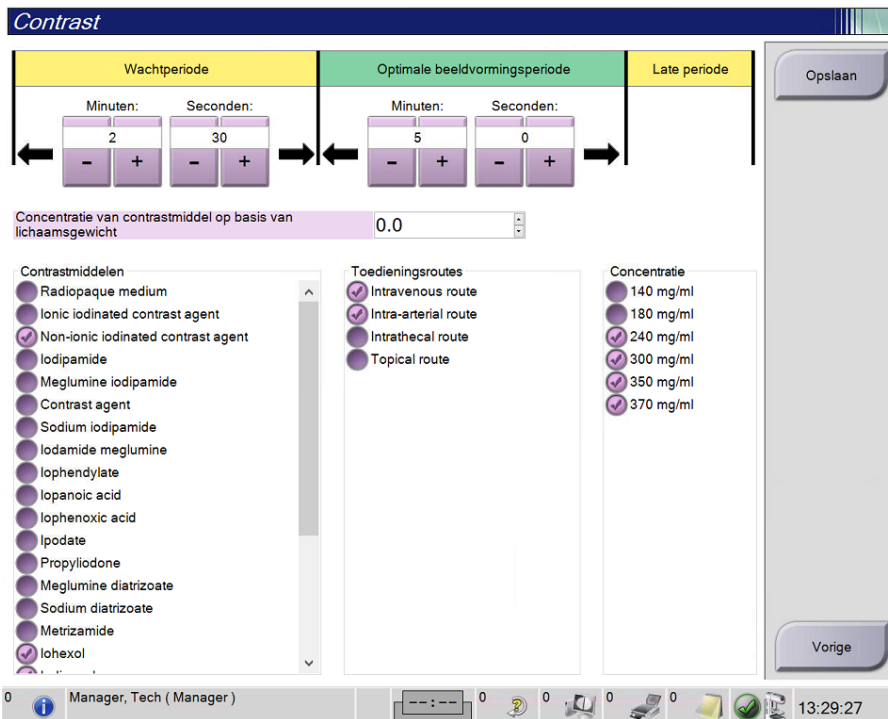 Contrast
Wachtperiode
Optimale beeldvormingsperiode
Late periode
Opslaan
Minuten:
Seconden:
Minuten:
Seconden:
2
30
5
0
- +
- +
- +
- +
Concentratie van contrastmiddel op basis van
lichaamsgewicht
0.0
Contrastmiddelen
Radiopaque medium
Ionic iodinated contrast agent
Non-ionic iodinated contrast agent
Iodipamide
Meglumine iodipamide
Contrast agent
Sodium iodipamide
Iodamide meglumine
Iophendylate
Iopanoic acid
Iophenoxic acid
Ipodate
Propyliodone
Meglumine diatrizoate
Sodium diatrizoate
Metrizamide
Iohexol
Toedieningsroutes
Intravenous route
Intra-arterial route
Intrathecal route
Topical route
Concentratie
140 mg/ml
180 mg/ml
240 mg/ml
300 mg/ml
350 mg/ml
370 mg/ml
Vorige
0
Manager, Tech ( Manager )
--:--
0
0
0
0
13:29:27